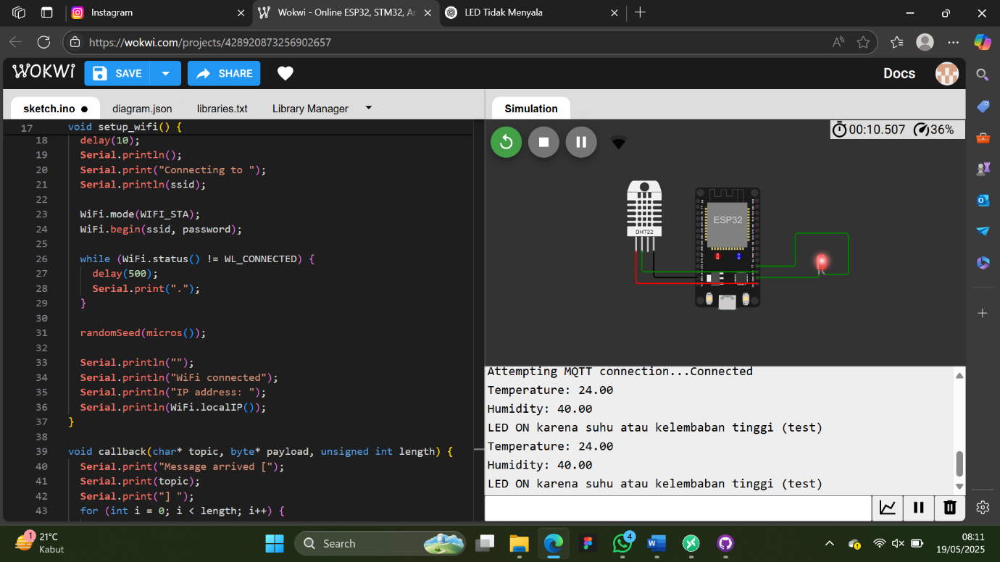 Instagram
Wokwi - Online ESP32, STM32, Ar
LED Tidak Menyala
https://wokwi.com/projects/428920873256902657
WOKWI
SAVE
SHARE
Docs
sketch.ino
diagram.json
libraries.txt
Library Manager
Simulation
17 void setup_wifi() {
18 delay(10);
19 Serial.println();
20 Serial.print("Connecting to ");
21 Serial.println(ssid);
22
23 WiFi.mode(WIFI_STA);
24 WiFi.begin(ssid, password);
25
26 while (WiFi.status() != WL_CONNECTED) {
27 delay(500);
28 Serial.print(".");
29 }
30
31 randomSeed(micros());
32
33 Serial.println("");
34 Serial.println("WiFi connected");
35 Serial.println("IP address: ");
36 Serial.println(WiFi.localIP());
37 }
38
39 void callback(char* topic, byte* payload, unsigned int length) {
40 Serial.print("Message arrived [");
41 Serial.print(topic);
42 Serial.print("] ");
43 for (int i = 0; i < length; i++) {
00:10.507 36%
DHT22
ESP32
Attempting MQTT connection...Connected
Temperature: 24.00
Humidity: 40.00
LED ON karena suhu atau kelembaban tinggi (test)
Temperature: 24.00
Humidity: 40.00
LED ON karena suhu atau kelembaban tinggi (test)
1
21°C
Kabut
Search
4
08:11
19/05/2025